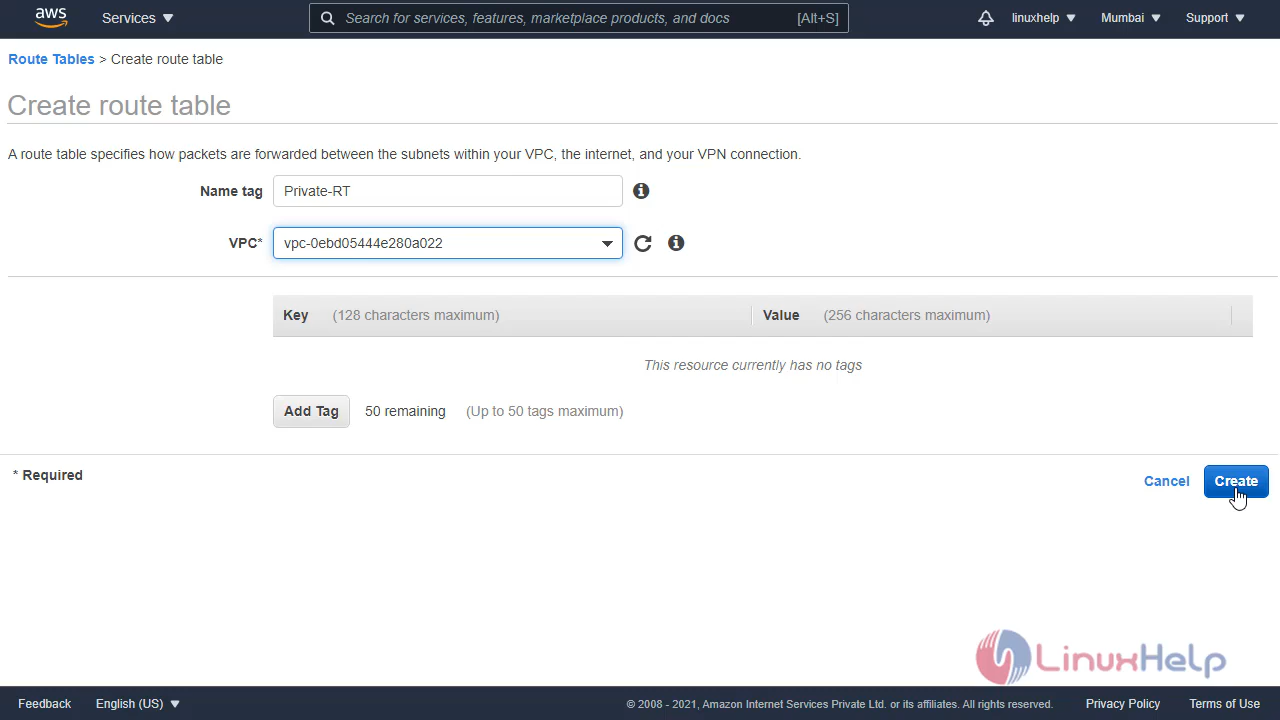 aws Services Search for services, features, marketplace products, and docs [Alt+S] linuxhelp Mumbai Support
Route Tables > Create route table
Create route table
A route table specifies how packets are forwarded between the subnets within your VPC, the internet, and your VPN connection.
Name tag Private-RT
VPC* vpc-0ebd05444e280a022
Key (128 characters maximum) Value (256 characters maximum)
This resource currently has no tags
Add Tag 50 remaining (Up to 50 tags maximum)
* Required
Cancel Create
LinuxHelp
Feedback English (US) © 2008 - 2021, Amazon Internet Services Private Ltd. or its affiliates. All rights reserved. Privacy Policy Terms of Use